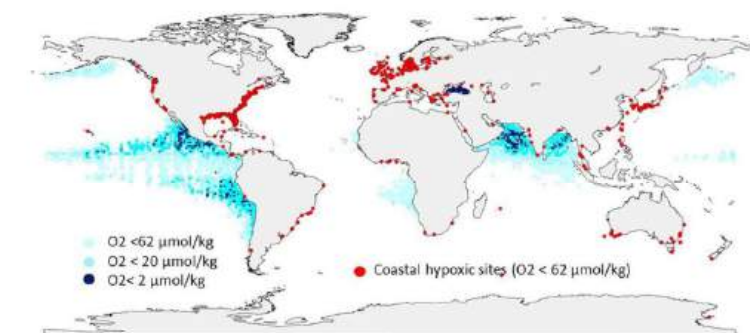 O2 <62 µmol/kg
O2 < 20 µmol/kg
O2< 2 µmol/kg
Coastal hypoxic sites (O2 < 62 µmol/kg)